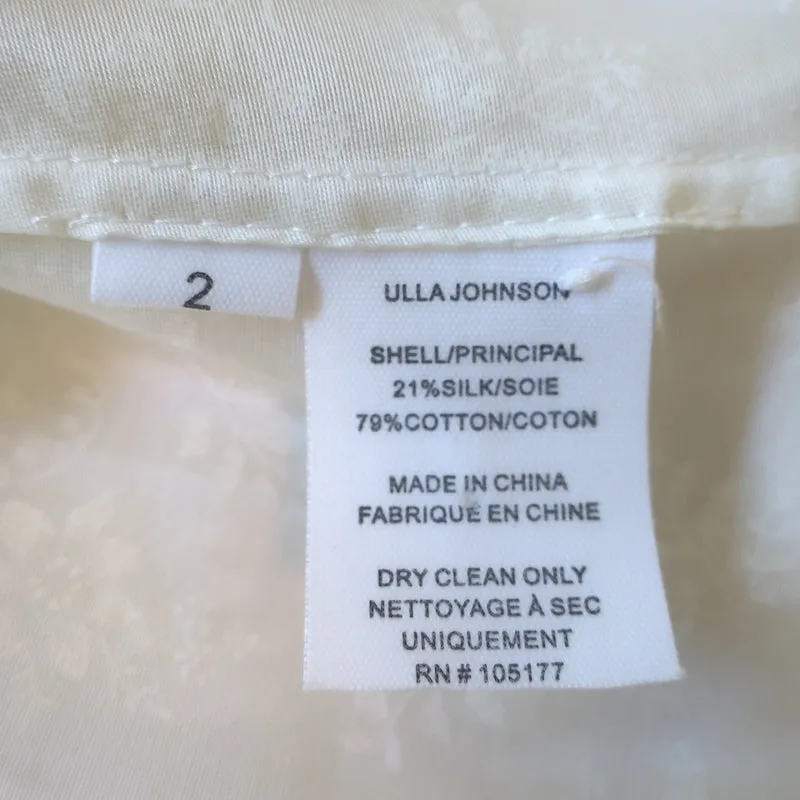 2
ULLA JOHNSON
SHELL/PRINCIPAL
21%SILK/SOIE
79%COTTON/COTON
MADE IN CHINA
FABRIQUE EN CHINE
DRY CLEAN ONLY
NETTOYAGE À SEC
UNIQUEMENT
RN # 105177